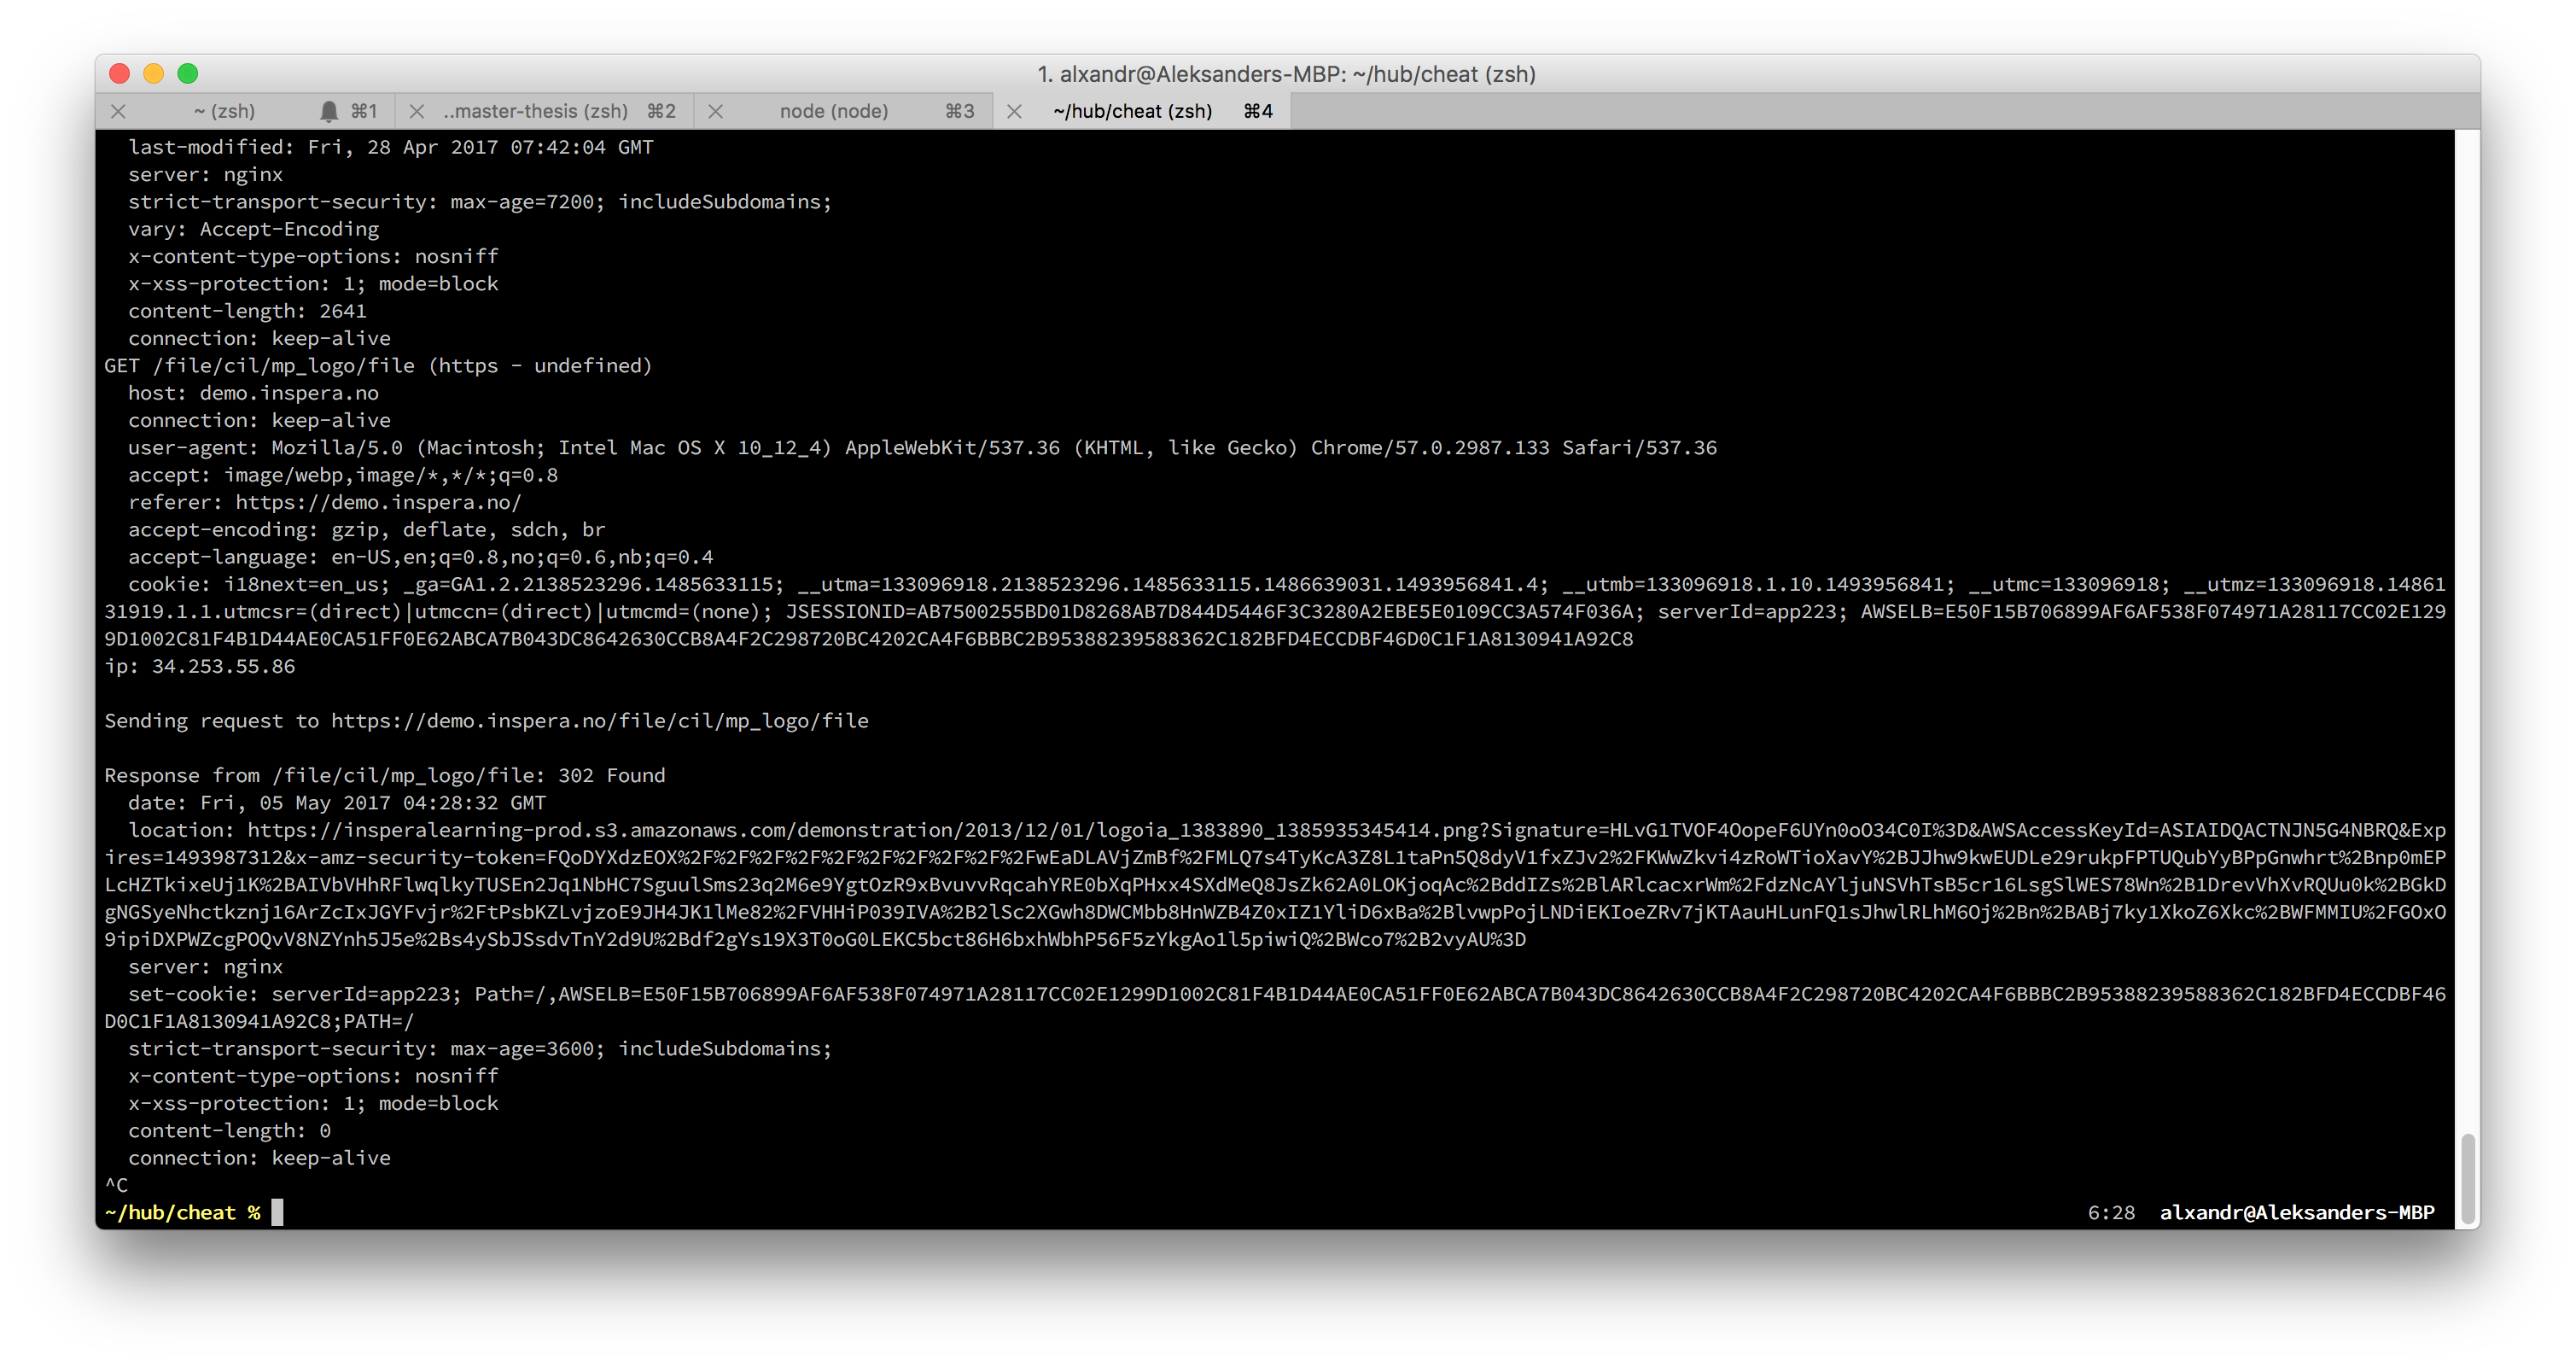 1. alxandr@Aleksanders-MBP: ~/hub/cheat (zsh)
~ (zsh) ⌘1 ..master-thesis (zsh) ⌘2 node (node) ⌘3 ~/hub/cheat (zsh) ⌘4
last-modified: Fri, 28 Apr 2017 07:42:04 GMT
server: nginx
strict-transport-security: max-age=7200; includeSubdomains;
vary: Accept-Encoding
x-content-type-options: nosniff
x-xss-protection: 1; mode=block
content-length: 2641
connection: keep-alive
GET /file/cil/mp_logo/file (https - undefined)
host: demo.inspera.no
connection: keep-alive
user-agent: Mozilla/5.0 (Macintosh; Intel Mac OS X 10_12_4) AppleWebKit/537.36 (KHTML, like Gecko) Chrome/57.0.2987.133 Safari/537.36
accept: image/webp,image/*,*/*;q=0.8
referer: https://demo.inspera.no/
accept-encoding: gzip, deflate, sdch, br
accept-language: en-US,en;q=0.8,no;q=0.6,nb;q=0.4
cookie: i18next=en_us; _ga=GA1.2.2138523296.1485633115; __utma=133096918.2138523296.1485633115.1486639031.1493956841.4; __utmb=133096918.1.10.1493956841; __utmc=133096918; __utmz=133096918.14861
31919.1.1.utmcsr=(direct)|utmccn=(direct)|utmcmd=(none); JSESSIONID=AB7500255BD01D8268AB7D844D5446F3C3280A2EBE5E0109CC3A574F036A; serverId=app223; AWSELB=E50F15B706899AF6AF538F074971A28117CC02E129
9D1002C81F4B1D44AE0CA51FF0E62ABCA7B043DC8642630CCB8A4F2C298720BC4202CA4F6BBBC2B95388239588362C182BFD4ECCDBF46D0C1F1A8130941A92C8
ip: 34.253.55.86
Sending request to https://demo.inspera.no/file/cil/mp_logo/file
Response from /file/cil/mp_logo/file: 302 Found
date: Fri, 05 May 2017 04:28:32 GMT
location: https://insperalearning-prod.s3.amazonaws.com/demonstration/2013/12/01/logoia_1383890_1385935345414.png?Signature=HLvG1TVOF4OopeF6UYn0oO34C0I%3D&AWSAccessKeyId=ASIAIDQACTNJN5G4NBRQ&Exp
ires=1493987312&x-amz-security-token=FQoDYXdzEOX%2F%2F%2F%2F%2F%2F%2F%2F%2F%2FwEaDLAVjZmBf%2FMLQ7s4TyKcA3Z8L1taPn5Q8dyV1fxZJv2%2FKWwZkvi4zRoWTioXavY%2BJJhw9kwEUDLe29rukpFPTUQubYyBPpGnwhrt%2Bnp0mEP
LcHZTkixeUj1K%2BAIVbVHhRFlwqlkyTUSEn2Jq1NbHC7SguulSms23q2M6e9YgtOzR9xBvuvvRqcahYRE0bXqPHxx4SXdMeQ8JsZk62A0LOKjoqAc%2BddIZs%2BlARlcacxrWm%2FdzNcAYljuNSVhTsB5cr16LsgSlWES78Wn%2B1DrevVhXvRQUu0k%2BGkD
gNGSyeNhctkznj16ArZcIxJGYFvjr%2FtPsbKZLvjzoE9JH4JK1lMe82%2FVHHiP039IVA%2B2lSc2XGwh8DWCMbb8HnWZB4Z0xIZ1YliD6xBa%2BlvwpPojLNDiEKIoeZRv7jKTAauHLunFQ1sJhwlRLhM6Oj%2Bn%2BABj7ky1XkoZ6Xkc%2BWFMMIU%2FGOxO
9ipiDXPWZcgPOQvV8NZYnh5J5e%2Bs4ySbJSsdvTnY2d9U%2Bdf2gYs19X3T0oG0LEKC5bct86H6bxhWbhP56F5zYkgAo1l5piwiQ%2BWco7%2B2vyAU%3D
server: nginx
set-cookie: serverId=app223; Path=/,AWSELB=E50F15B706899AF6AF538F074971A28117CC02E1299D1002C81F4B1D44AE0CA51FF0E62ABCA7B043DC8642630CCB8A4F2C298720BC4202CA4F6BBBC2B95388239588362C182BFD4ECCDBF46
D0C1F1A8130941A92C8;PATH=/
strict-transport-security: max-age=3600; includeSubdomains;
x-content-type-options: nosniff
x-xss-protection: 1; mode=block
content-length: 0
connection: keep-alive
^C
~/hub/cheat % 6:28 alxandr@Aleksanders-MBP